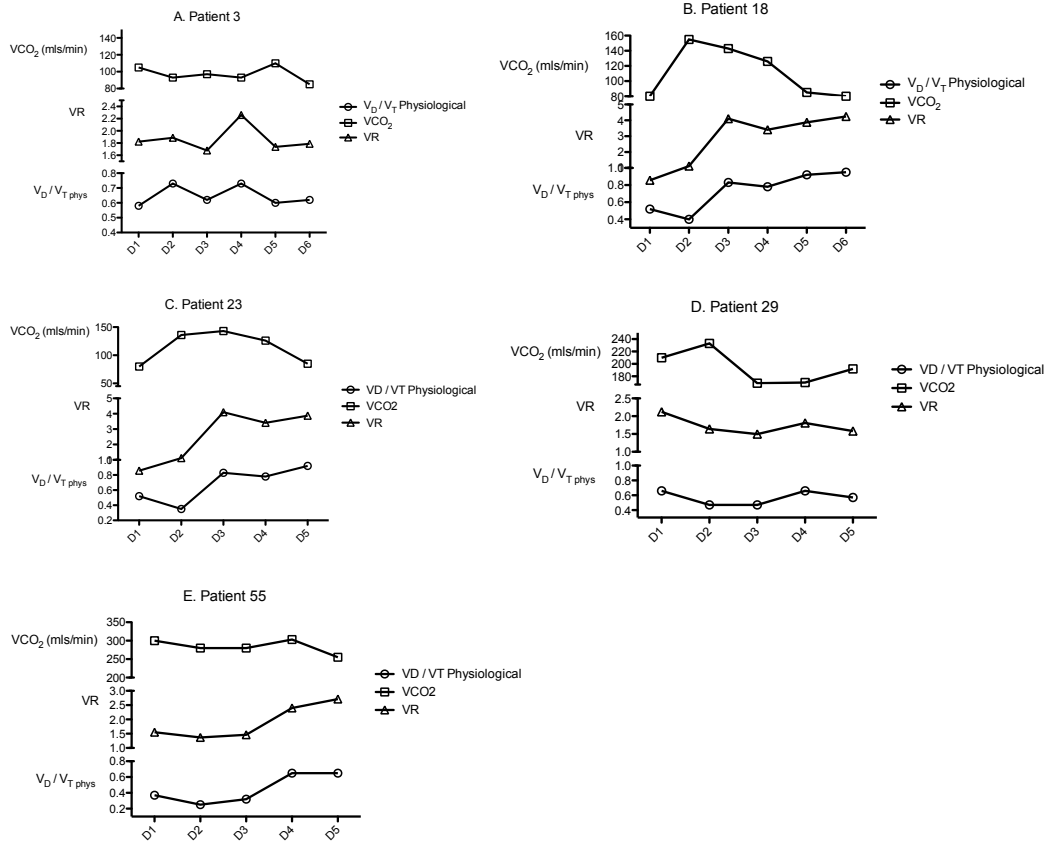 A. Patient 3
VCO2 (mls/min)
140
120
100
80
VR
2.4
2.2
2.0
1.8
1.6
VD / VT phys
0.8
0.7
0.6
0.5
0.4
D1 D2 D3 D4 D5 D6
VD / VT Physiological
VCO2
VR
B. Patient 18
VCO2 (mls/min)
160
140
120
100
80
VR
5
4
3
2
1
VD / VT phys
1.0
0.8
0.6
0.4
D1 D2 D3 D4 D5 D6
VD / VT Physiological
VCO2
VR
C. Patient 23
VCO2 (mls/min)
150
100
50
VR
5
4
3
2
1
VD / VT phys
1.0
0.8
0.6
0.4
0.2
D1 D2 D3 D4 D5
VD / VT Physiological
VCO2
VR
D. Patient 29
VCO2 (mls/min)
240
220
200
180
VR
2.5
2.0
1.5
1.0
VD / VT phys
1.0
0.8
0.6
0.4
D1 D2 D3 D4 D5
VD / VT Physiological
VCO2
VR
E. Patient 55
VCO2 (mls/min)
350
300
250
200
VR
3.0
2.5
2.0
1.5
1.0
VD / VT phys
0.8
0.6
0.4
0.2
D1 D2 D3 D4 D5
VD / VT Physiological
VCO2
VR